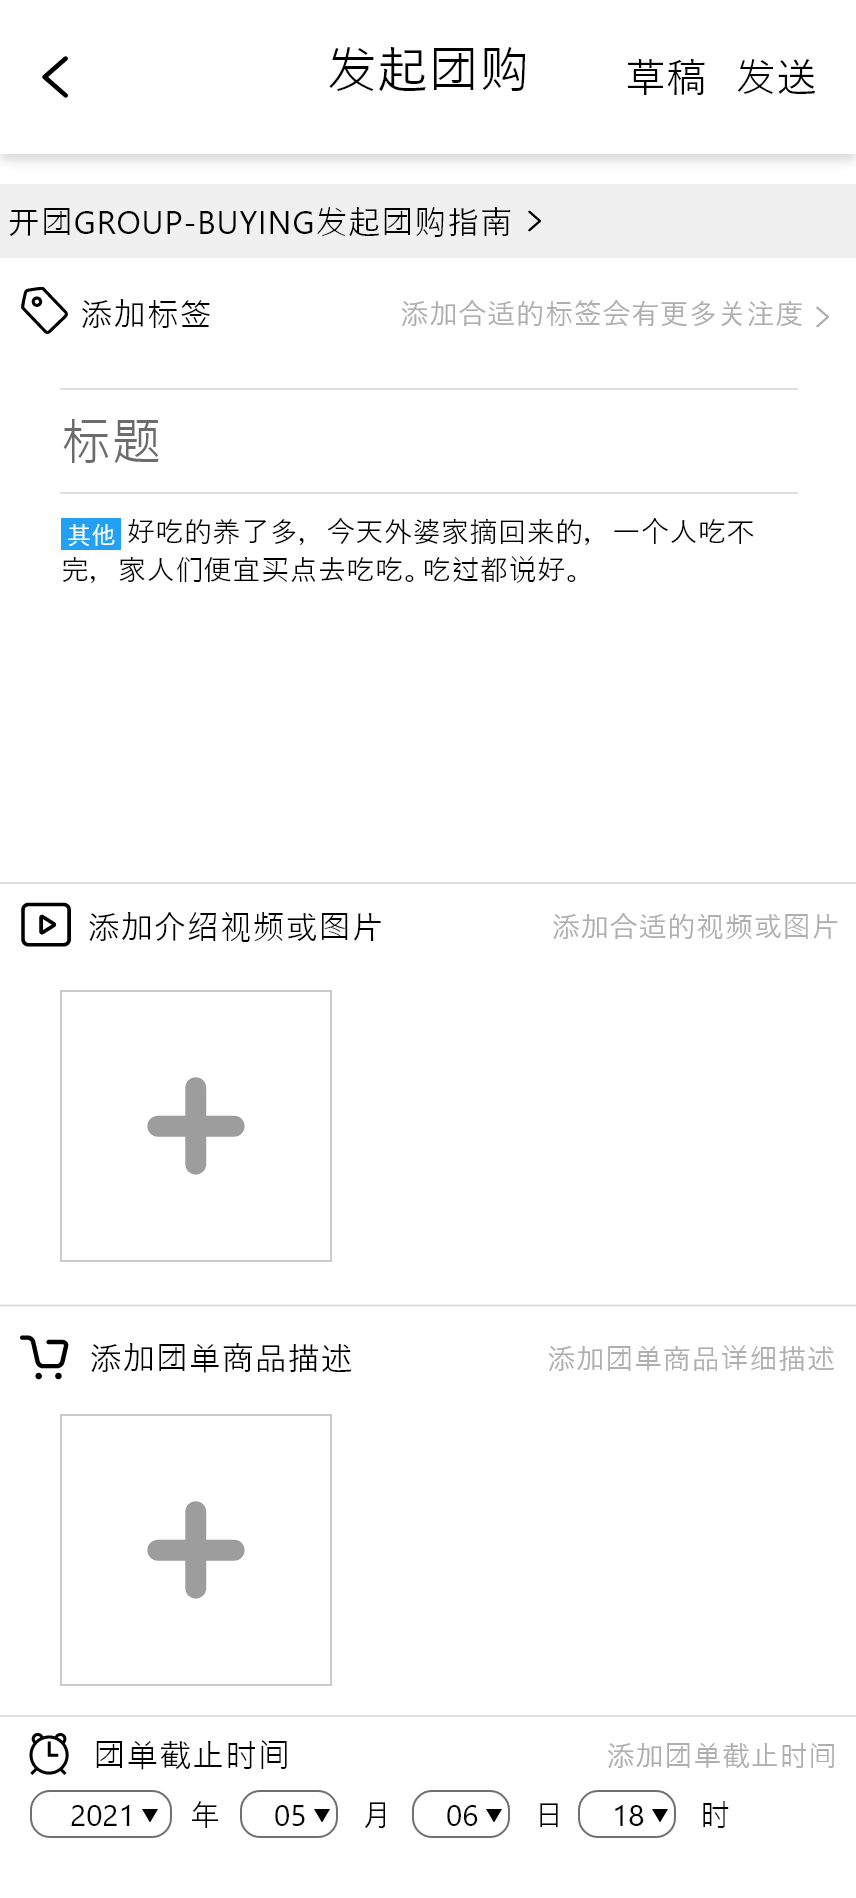 发起团购 草稿 发送
开团GROUP-BUYING发起团购指南
添加标签 添加合适的标签会有更多关注度
标题
其他 好吃的养了多，今天外婆家摘回来的，一个人吃不
完，家人们便宜买点去吃吃。吃过都说好。
添加介绍视频或图片 添加合适的视频或图片
添加团单商品描述 添加团单商品详细描述
团单截止时间 添加团单截止时间
2021 年 05 月 06 日 18 时